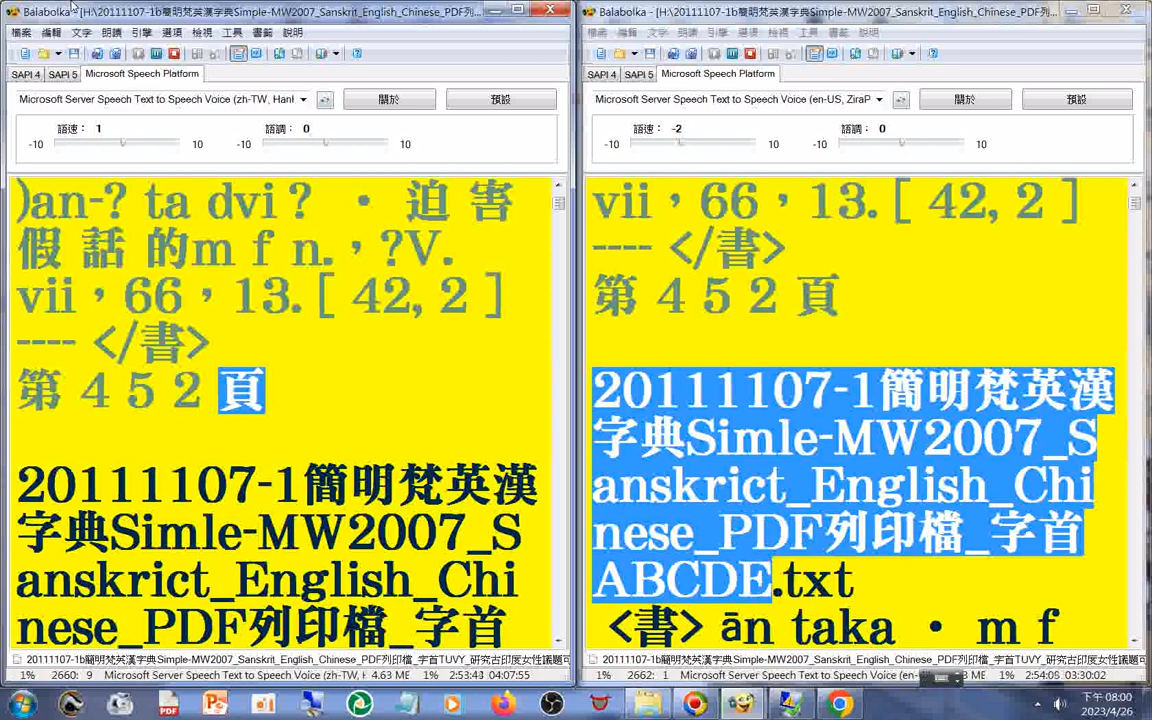 Balabolka - [H:\20111107-1b簡明梵英漢字典Simle-MW2007_Sanskrit_English_Chinese_PDF列...
檔案 編輯 文字 朗讀 引擎 選項 檢視 工具 書籤 說明
SAPI 4 SAPI 5 Microsoft Speech Platform
Microsoft Server Speech Text to Speech Voice (zh-TW, HanH
關於
預設
語速： 1
語調： 0
-10 10 -10 10
)an-? ta dvi ? • 迫 害
假 話 的m f n.，?V.
vii，66，13. [ 42, 2 ]
---- </書>
第 4 5 2 頁
20111107-1簡明梵英漢
字典Simle-MW2007_S
anskrict_English_Chi
nese_PDF列印檔_字首
20111107-1b簡明梵英漢字典Simple-MW2007_Sanskrit_English_Chinese_PDF列印檔_字首TUVY_研究古印度女性議題可
1% 2660: 9 Microsoft Server Speech Text to Speech Voice (zh-TW, H 4.63 ME 1% 2:53:43 04:07:55
Balabolka - [H:\20111107-1b簡明梵英漢字典Simle-MW2007_Sanskrit_English_Chinese_PDF列...
檔案 編輯 文字 朗讀 引擎 選項 檢視 工具 書籤 說明
SAPI 4 SAPI 5 Microsoft Speech Platform
Microsoft Server Speech Text to Speech Voice (en-US, ZiraP
關於
預設
語速： -2
語調： 0
-10 10 -10 10
vii，66，13. [ 42, 2 ]
---- </書>
第 4 5 2 頁
20111107-1簡明梵英漢
字典Simle-MW2007_S
anskrict_English_Chi
nese_PDF列印檔_字首
ABCDE.txt
<書> ān taka • m f
20111107-1b簡明梵英漢字典Simple-MW2007_Sanskrit_English_Chinese_PDF列印檔_字首TUVY_研究古印度女性議題可
1% 2662: 1 Microsoft Server Speech Text to Speech Voice 1% 2:54:08 03:30:02
下午 08:00
2023/4/26